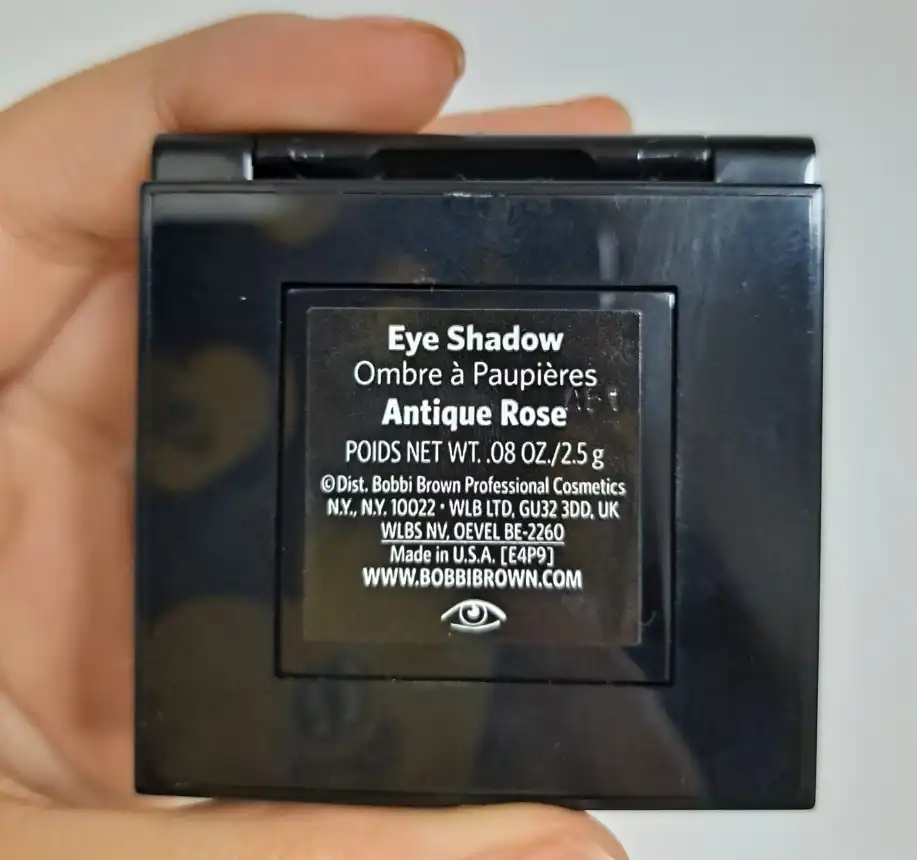 Eye Shadow
Ombre à Paupières
Antique Rose
POIDS NET WT. .08 OZ./2.5 g
©Dist. Bobbi Brown Professional Cosmetics
N.Y., N.Y. 10022 • WLB LTD, GU32 3DD, UK
WLBS NV, OEVEL BE-2260
Made in U.S.A. [E4P9]
WWW.BOBBIBROWN.COM